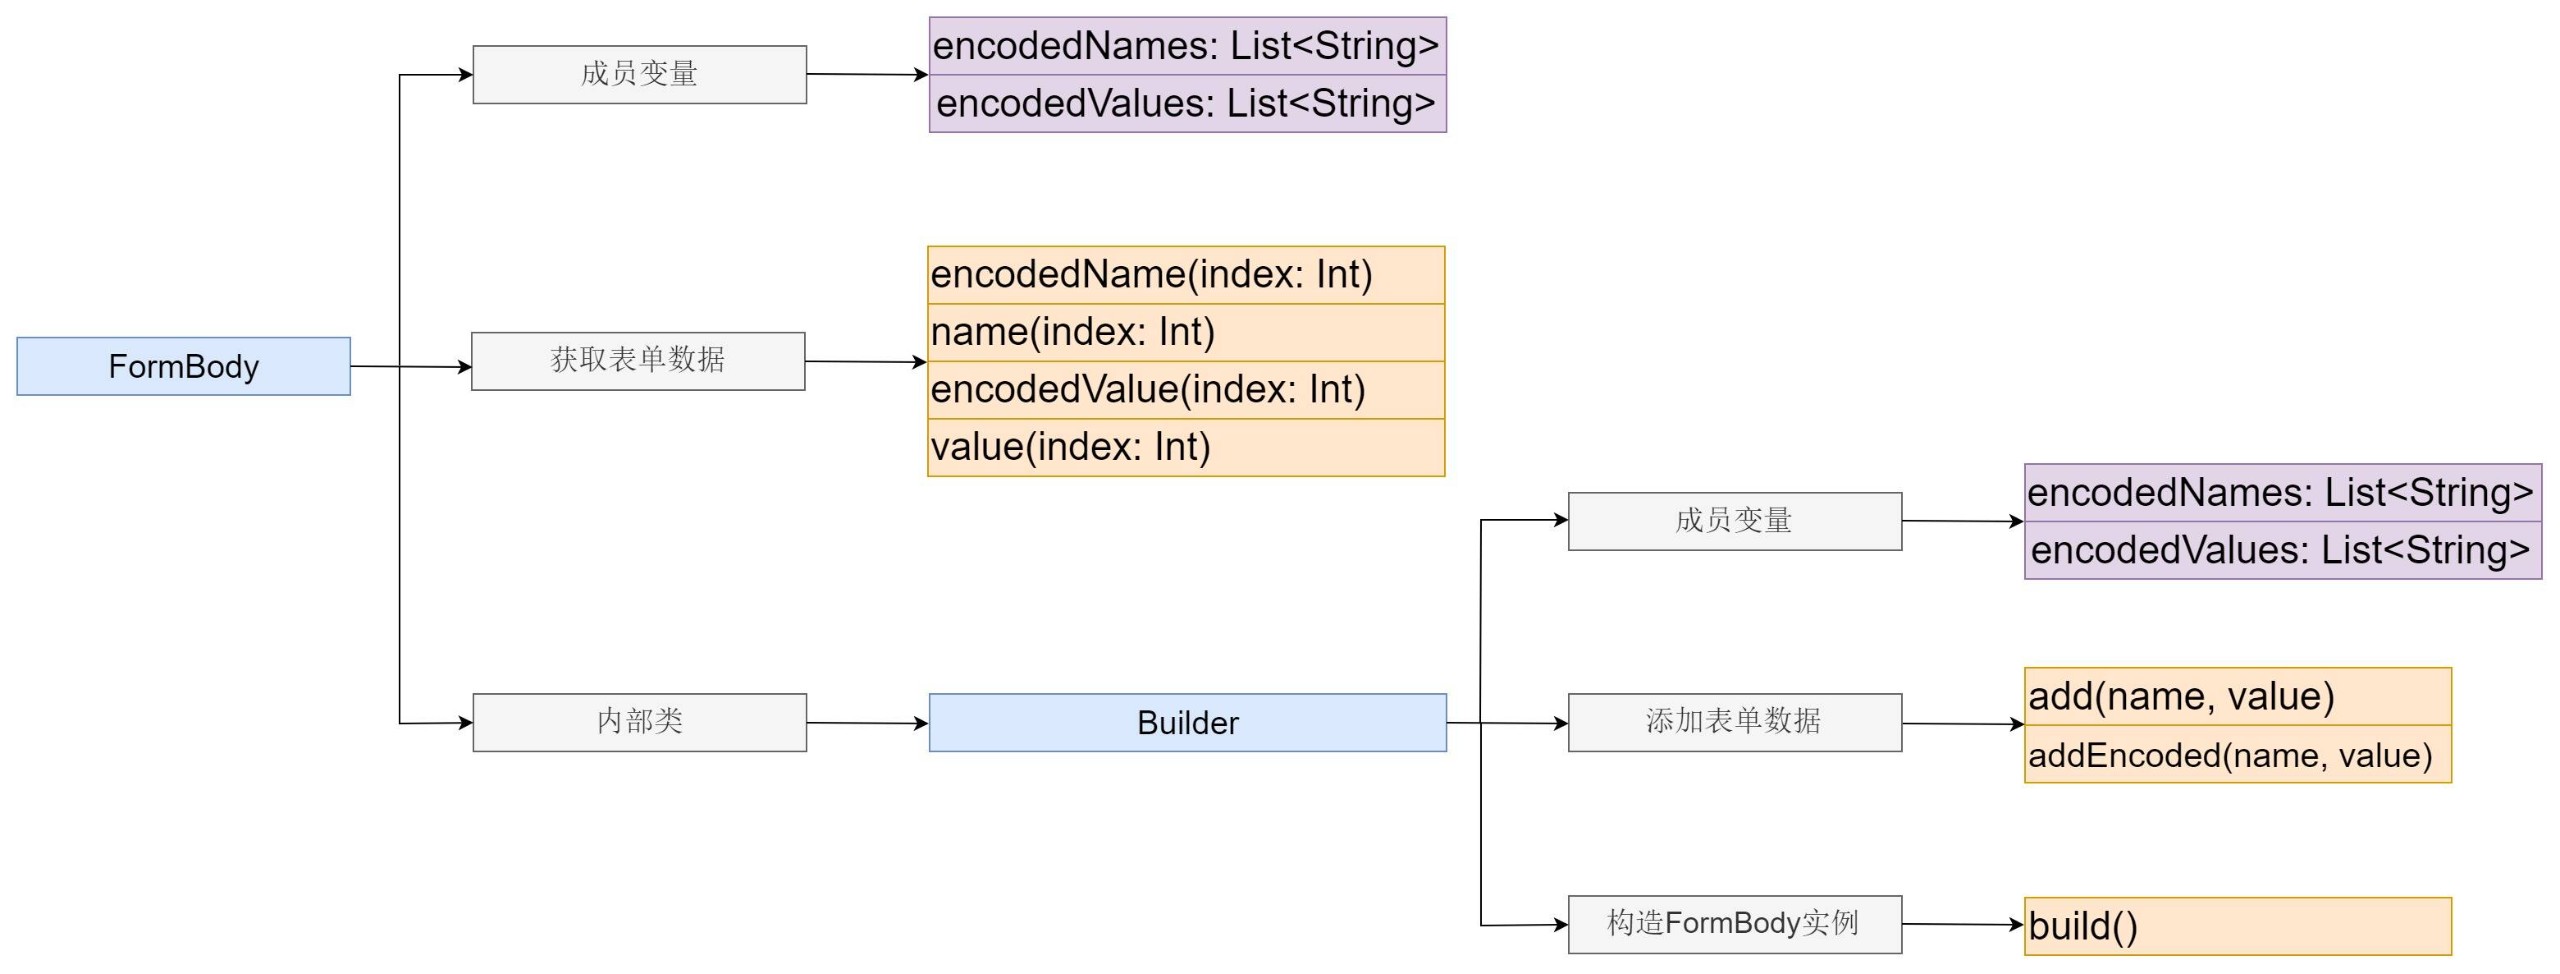 FormBody
成员变量
encodedNames: List<String>
encodedValues: List<String>
获取表单数据
encodedName(index: Int)
name(index: Int)
encodedValue(index: Int)
value(index: Int)
内部类
Builder
成员变量
encodedNames: List<String>
encodedValues: List<String>
添加表单数据
add(name, value)
addEncoded(name, value)
构造FormBody实例
build()